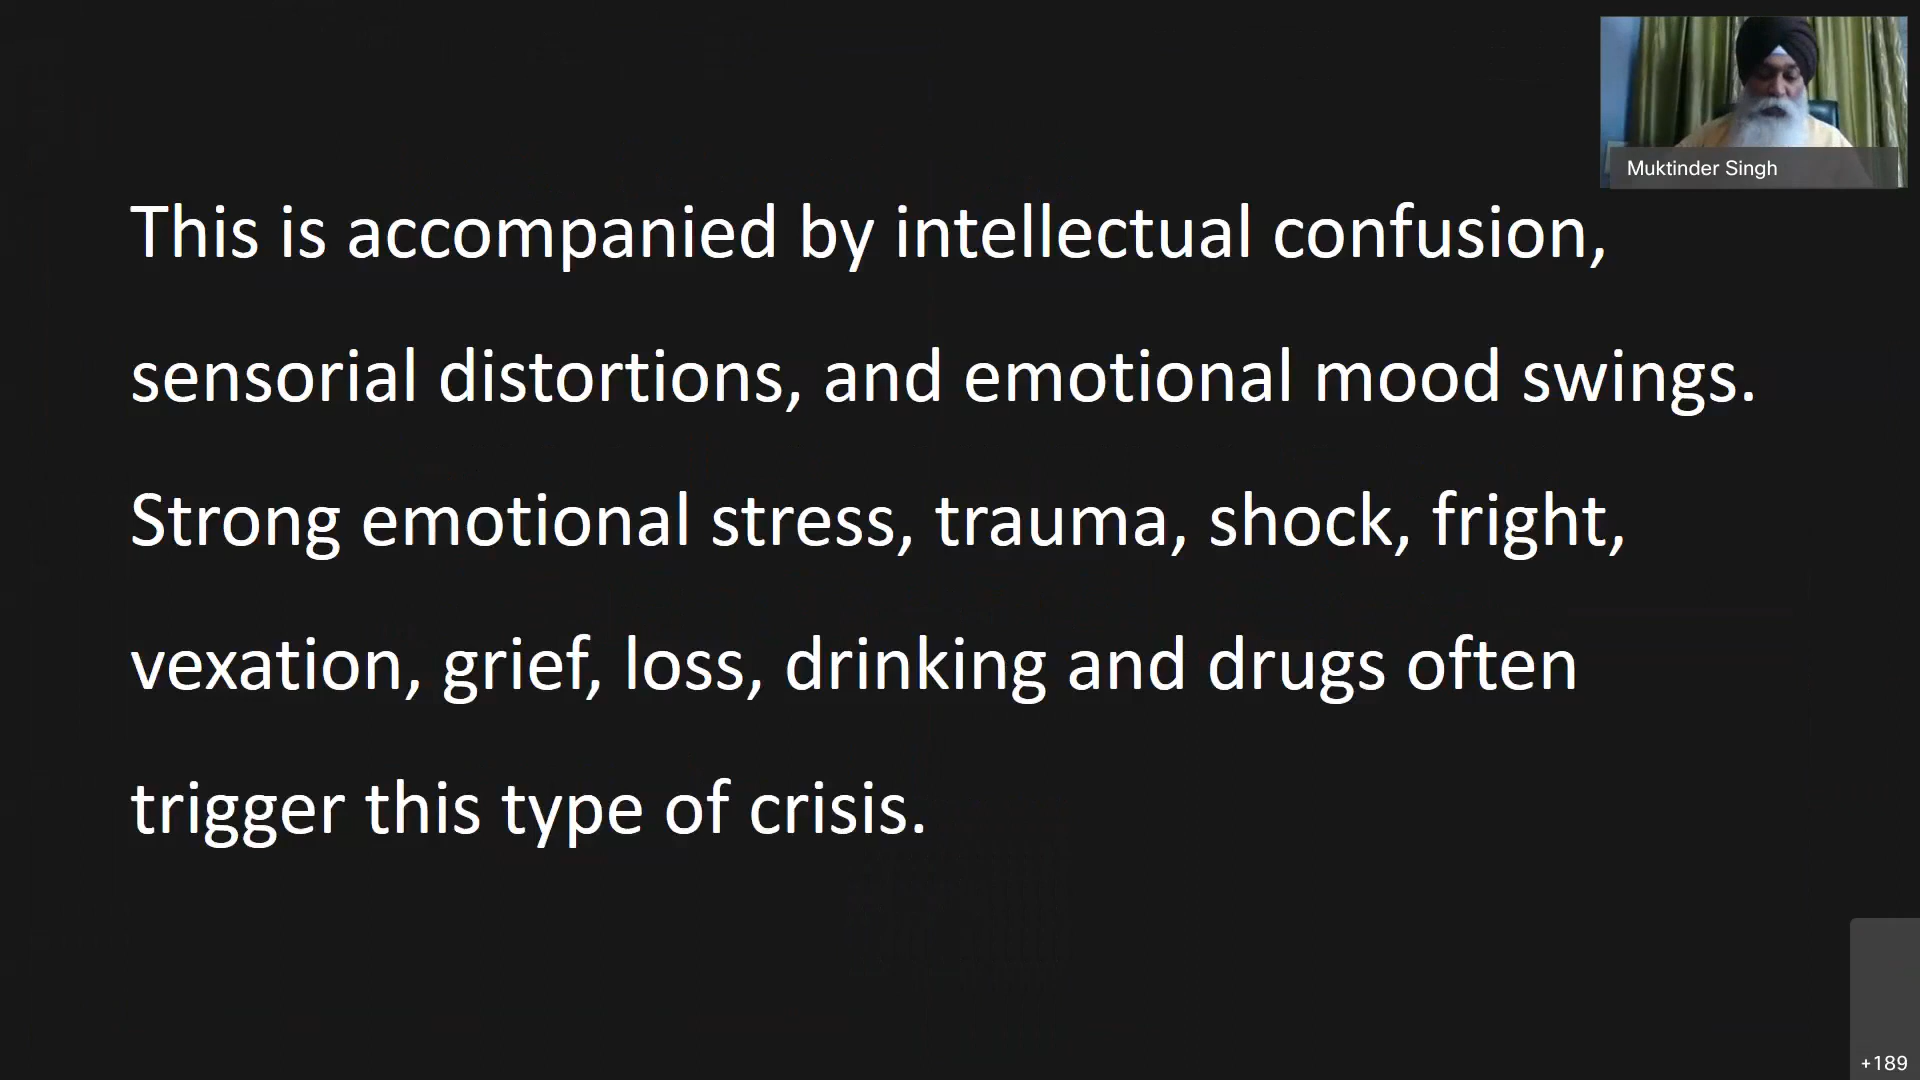 Muktinder Singh
This is accompanied by intellectual confusion,
sensorial distortions, and emotional mood swings.
Strong emotional stress, trauma, shock, fright,
vexation, grief, loss, drinking and drugs often
trigger this type of crisis.
+189